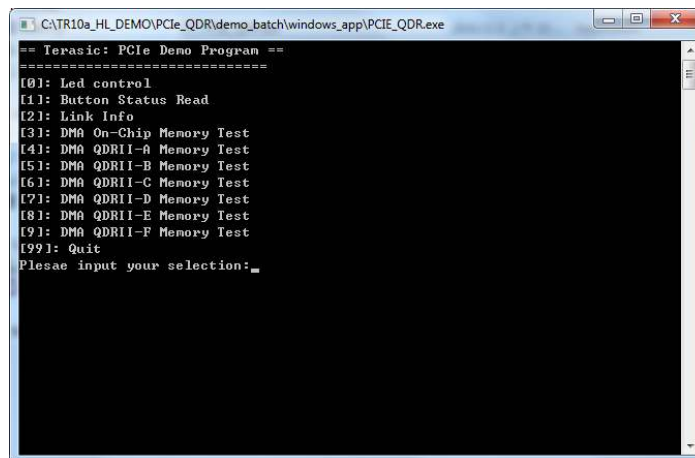 C:\TR10a_HL_DEMO\PCIe_QDR\demo_batch\windows_app\PCIE_QDR.exe
== Terasic: PCIe Demo Program ==
==============================
[0]: Led control
[1]: Button Status Read
[2]: Link Info
[3]: DMA On-Chip Memory Test
[4]: DMA QDRII-A Memory Test
[5]: DMA QDRII-B Memory Test
[6]: DMA QDRII-C Memory Test
[7]: DMA QDRII-D Memory Test
[8]: DMA QDRII-E Memory Test
[9]: DMA QDRII-F Memory Test
[99]: Quit
Plesae input your selection:_